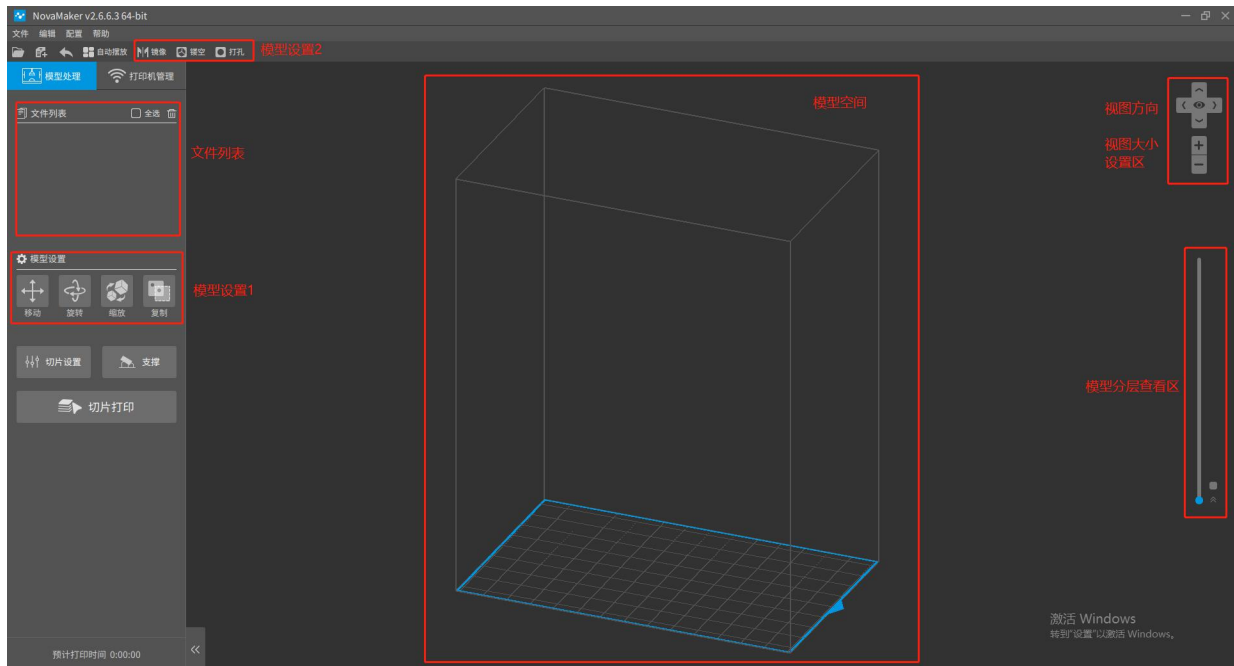 NovaMaker v2.6.6.3 64-bit
文件 编辑 配置 帮助
自动摆放 镜像 镂空 打孔 模型设置2
模型处理 打印机管理
模型空间
视图方向
文件列表 全选
视图大小
设置区
文件列表
模型设置
模型设置1
移动 旋转 缩放 复制
切片设置 支撑
模型分层查看区
切片打印
激活 Windows
转到"设置"以激活 Windows。
预计打印时间 0:00:00